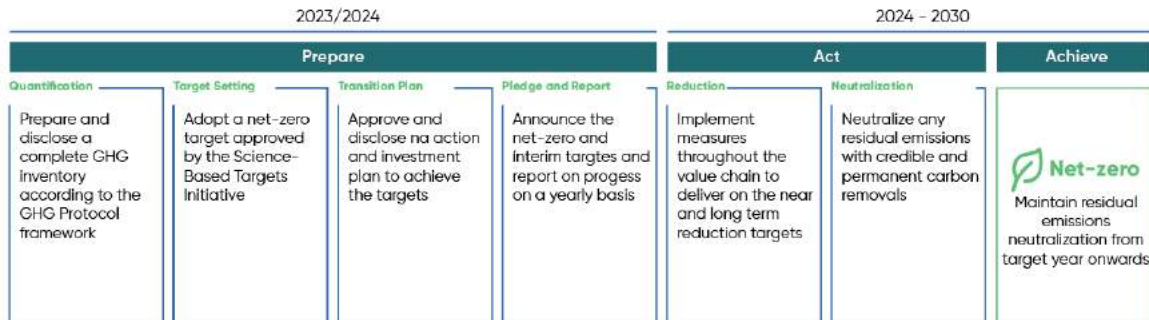 2023/2024
2024 - 2030
Prepare
Act
Achieve
Quantification
Prepare and
disclose a
complete GHG
inventory
according to the
GHG Protocol
framework
Target Setting
Adopt a net-zero
target approved
by the Science-
Based Targets
Initiative
Transition Plan
Approve and
disclose na action
and investment
plan to achieve
the targets
Pledge and Report
Announce the
net-zero and
interim targtes and
report on progess
on a yearly basis
Reduction
Implement
measures
throughout the
value chain to
deliver on the near
and long term
reduction targets
Neutralization
Neutralize any
residual emissions
with credible and
permanent carbon
removals
Net-zero
Maintain residual
emissions
neutralization from
target year onwards